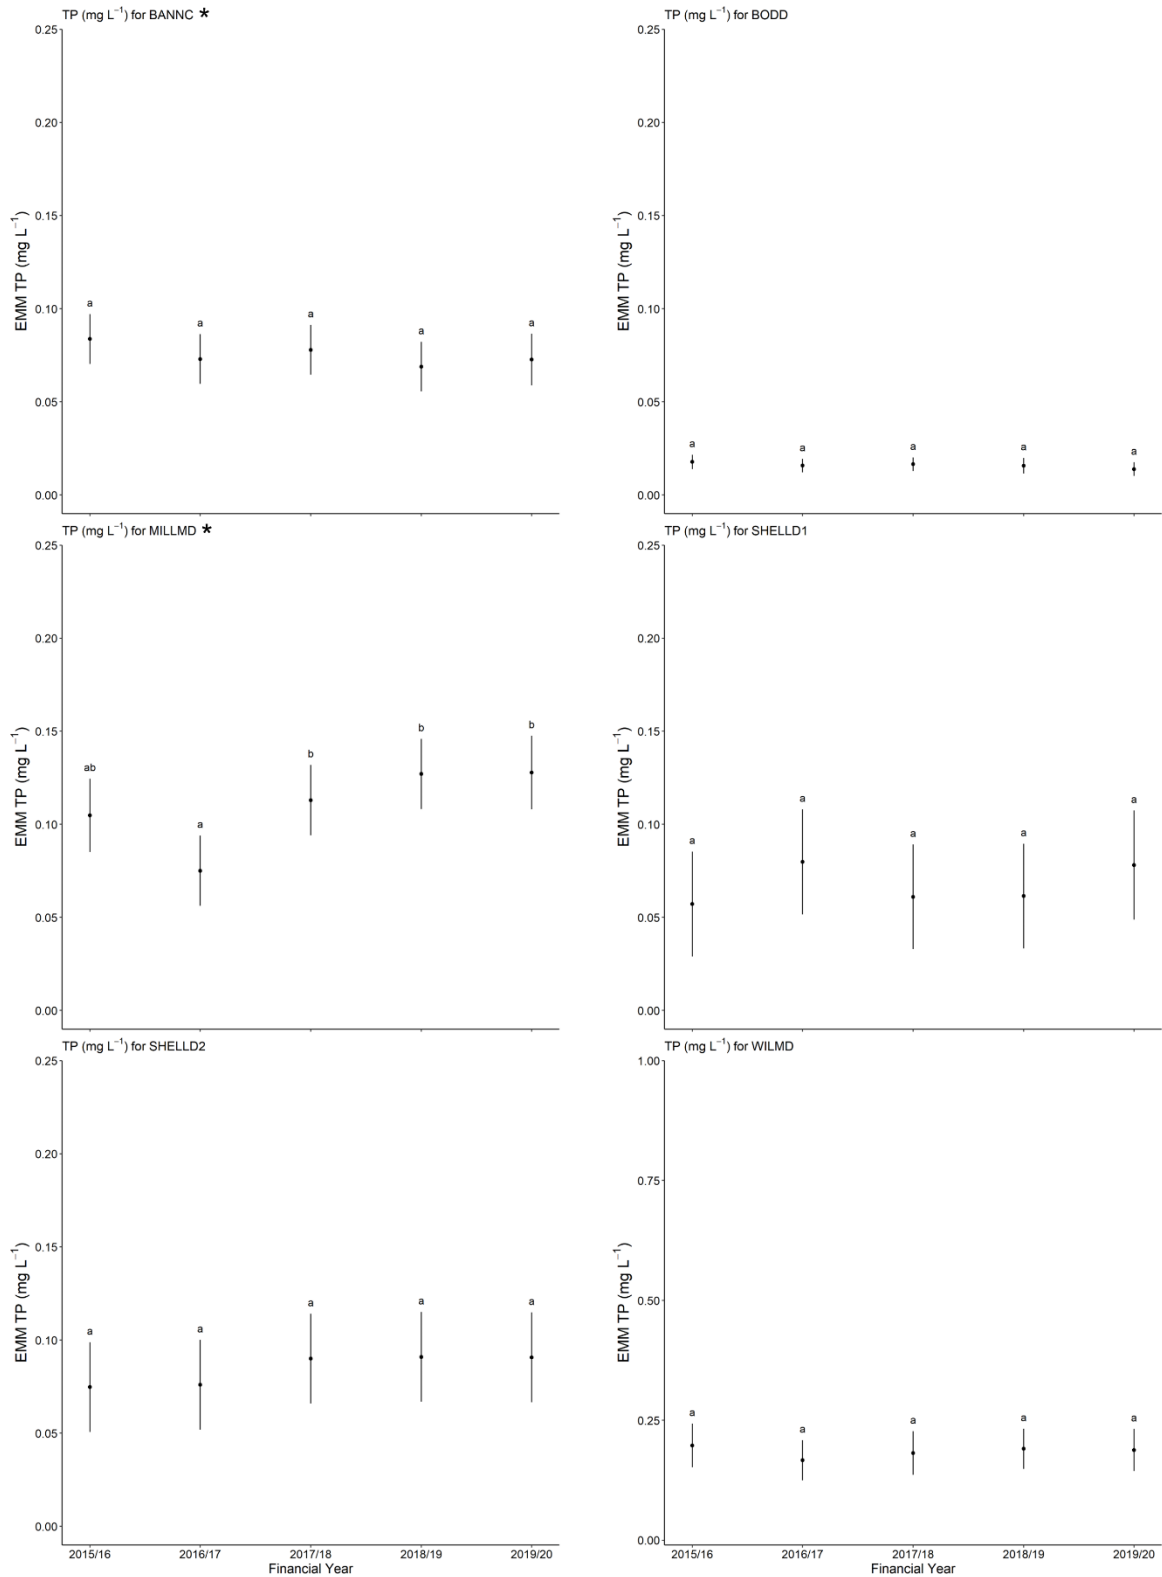 TP (mg L⁻¹) for BANNC *
EMM TP (mg L⁻¹)
0.25
0.20
0.15
0.10
0.05
0.00
a
a
a
a
a
TP (mg L⁻¹) for BODD
EMM TP (mg L⁻¹)
0.25
0.20
0.15
0.10
0.05
0.00
a
a
a
a
a
TP (mg L⁻¹) for MILLMD *
EMM TP (mg L⁻¹)
0.25
0.20
0.15
0.10
0.05
0.00
ab
a
b
b
b
TP (mg L⁻¹) for SHELLD1
EMM TP (mg L⁻¹)
0.25
0.20
0.15
0.10
0.05
0.00
a
a
a
a
a
TP (mg L⁻¹) for SHELLD2
EMM TP (mg L⁻¹)
0.25
0.20
0.15
0.10
0.05
0.00
a
a
a
a
a
2015/16 2016/17 2017/18 2018/19 2019/20
Financial Year
TP (mg L⁻¹) for WILMD
EMM TP (mg L⁻¹)
1.00
0.75
0.50
0.25
0.00
a
a
a
a
a
2015/16 2016/17 2017/18 2018/19 2019/20
Financial Year